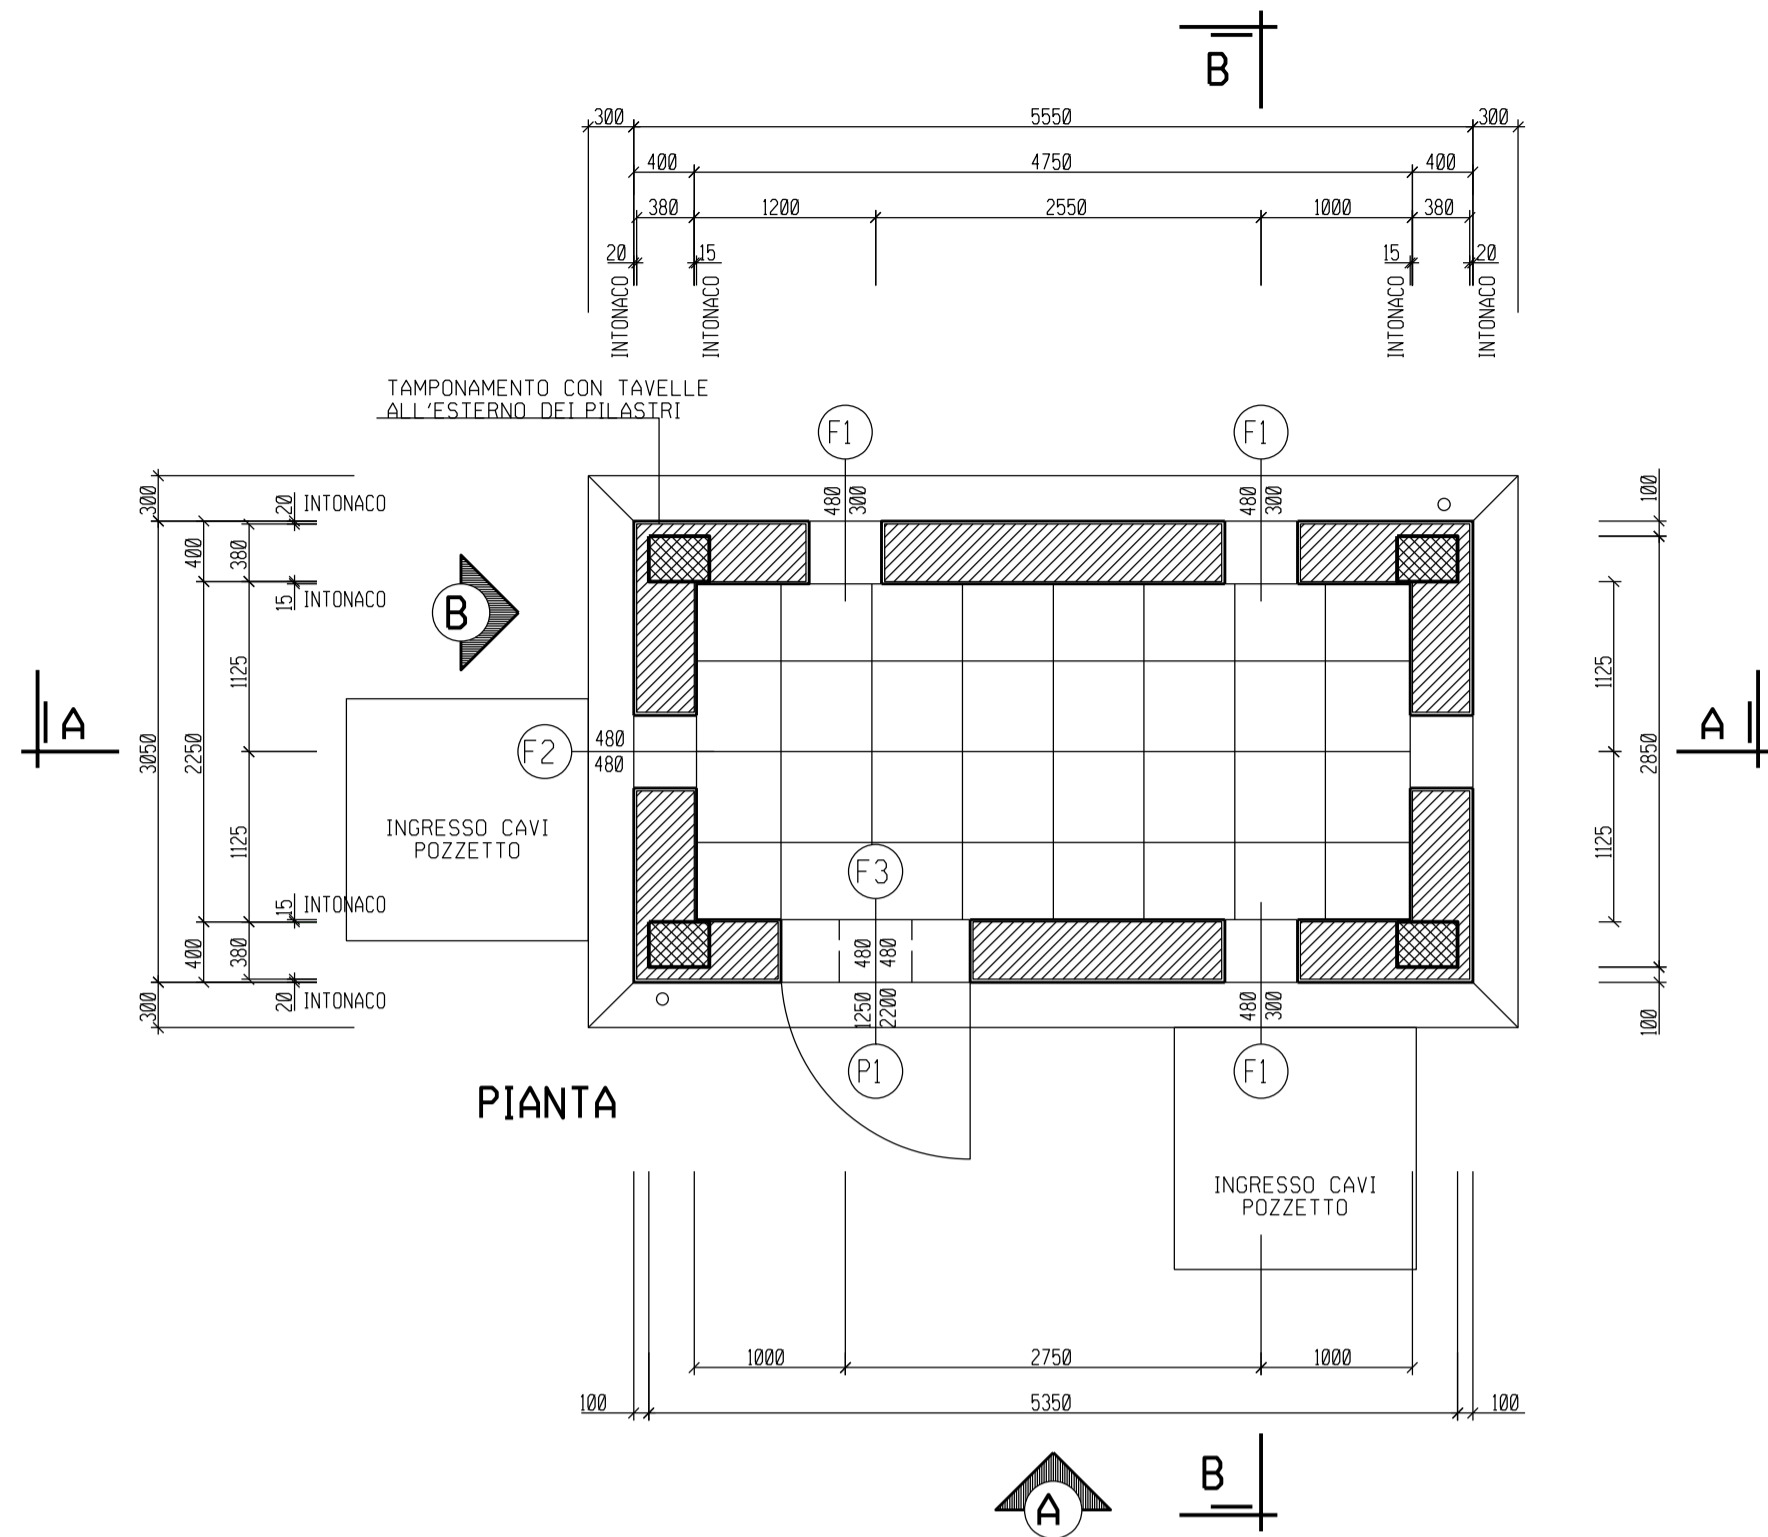 B
300
5550
300
400
4750
400
380
1200
2550
1000
380
20
15
15
20
INTONACO
INTONACO
INTONACO
INTONACO
TAMPONAMENTO CON TAVELLE
ALL'ESTERNO DEI PILASTRI
F1
F1
300
20
INTONACO
480
300
480
300
100
400
380
15
INTONACO
B
1125
1125
A
3050
2250
F2
480
480
2850
A
INGRESSO CAVI
POZZETTO
1125
1125
F3
15
INTONACO
400
380
480
480
20
INTONACO
300
1250
2200
480
300
100
P1
F1
PIANTA
INGRESSO CAVI
POZZETTO
1000
2750
1000
100
5350
100
B
A